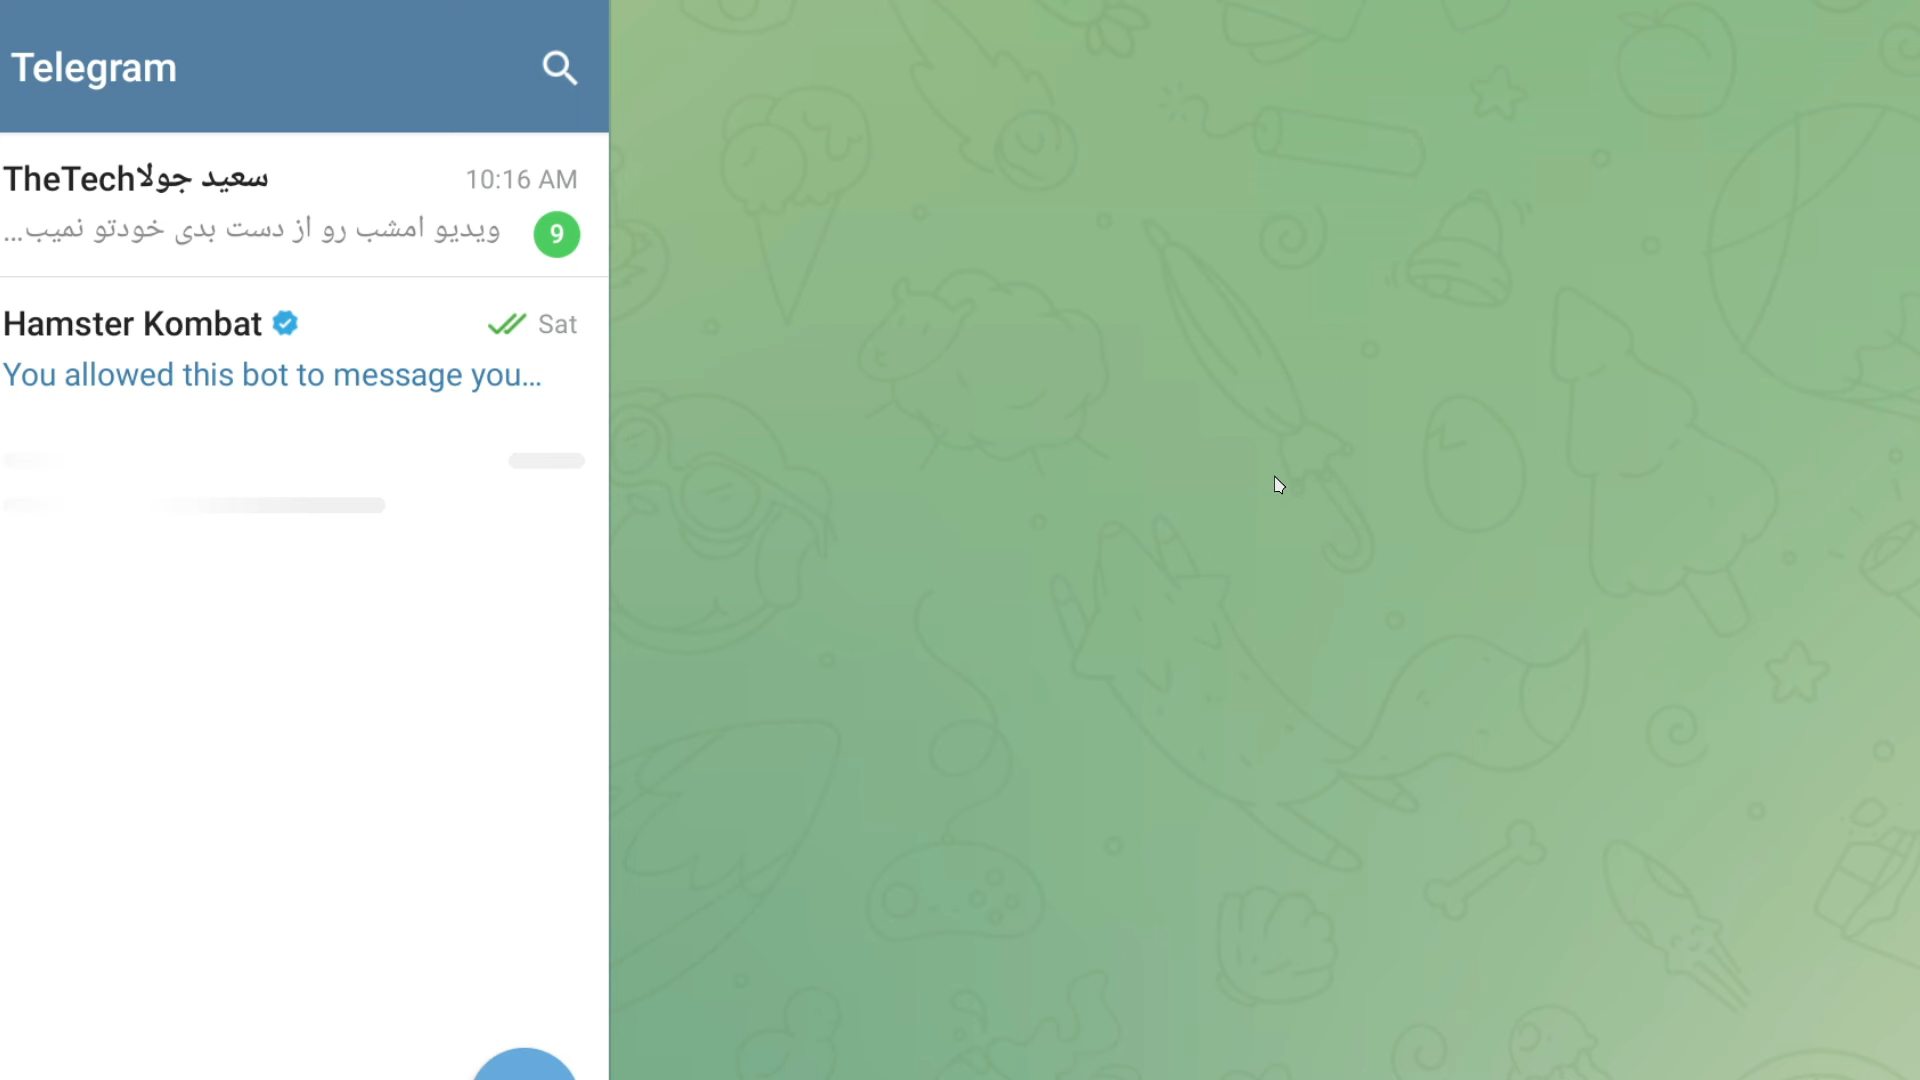 Telegram
TheTechسعید جولا
10:16 AM
ویدیو امشب رو از دست بدی خودتو نمیب...
9
Hamster Kombat
Sat
You allowed this bot to message you...